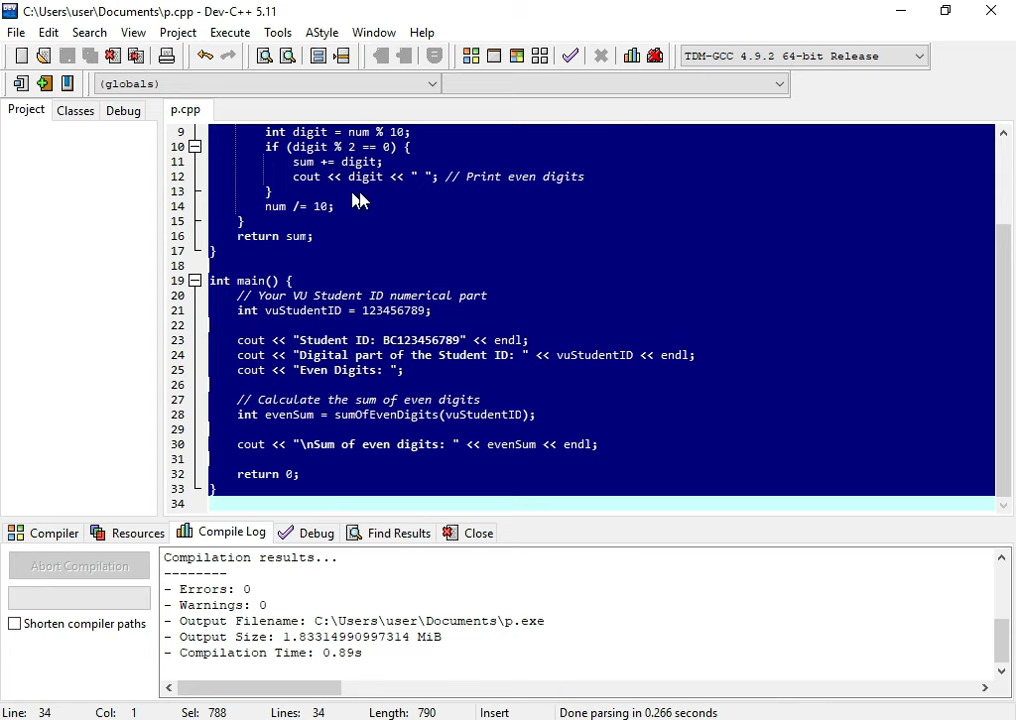 C:\Users\user\Documents\p.cpp - Dev-C++ 5.11
File Edit Search View Project Execute Tools AStyle Window Help
TDM-GCC 4.9.2 64-bit Release
(globals)
Project Classes Debug p.cpp
9 int digit = num % 10;
10 if (digit % 2 == 0) {
11 sum += digit;
12 cout << digit << " "; // Print even digits
13 }
14 num /= 10;
15 }
16 return sum;
17 }
18
19 int main() {
20 // Your VU Student ID numerical part
21 int vuStudentID = 123456789;
22
23 cout << "Student ID: BC123456789" << endl;
24 cout << "Digital part of the Student ID: " << vuStudentID << endl;
25 cout << "Even Digits: ";
26
27 // Calculate the sum of even digits
28 int evenSum = sumOfEvenDigits(vuStudentID);
29
30 cout << "\nSum of even digits: " << evenSum << endl;
31
32 return 0;
33 }
34
Compiler Resources Compile Log Debug Find Results Close
Abort Compilation
Shorten compiler paths
Compilation results...
--------
- Errors: 0
- Warnings: 0
- Output Filename: C:\Users\user\Documents\p.exe
- Output Size: 1.83314990997314 MiB
- Compilation Time: 0.89s
Line: 34 Col: 1 Sel: 788 Lines: 34 Length: 790 Insert Done parsing in 0.266 seconds